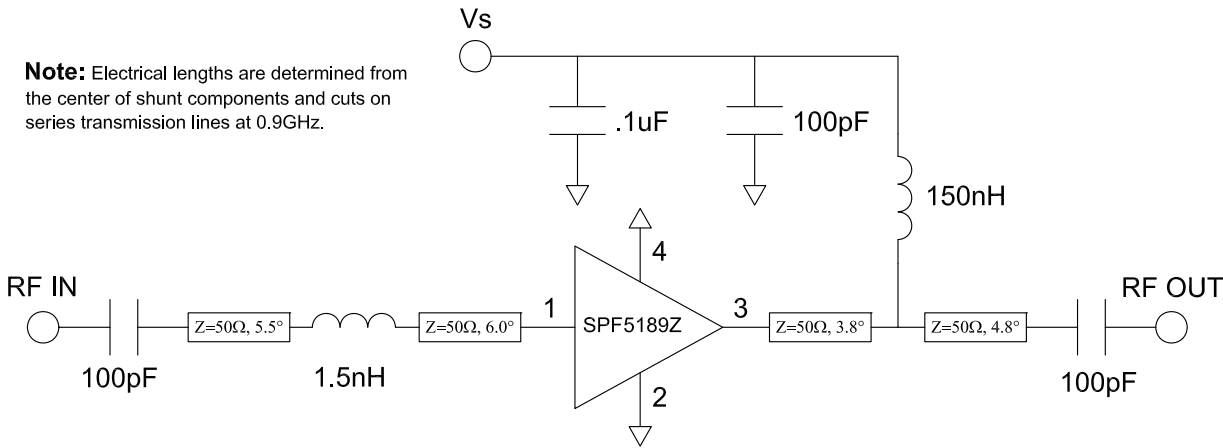 Vs
Note: Electrical lengths are determined from
the center of shunt components and cuts on
series transmission lines at 0.9GHz.
.1uF
100pF
150nH
4
RF IN
1
SPF5189Z
3
RF OUT
Z=50Ω, 5.5°
Z=50Ω, 6.0°
Z=50Ω, 3.8°
Z=50Ω, 4.8°
100pF
1.5nH
2
100pF